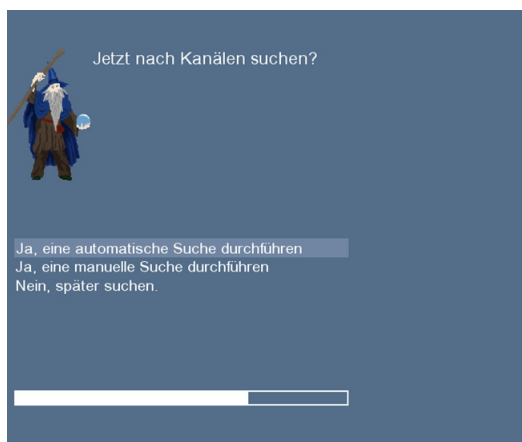 Jetzt nach Kanälen suchen?
Ja, eine automatische Suche durchführen
Ja, eine manuelle Suche durchführen
Nein, später suchen.